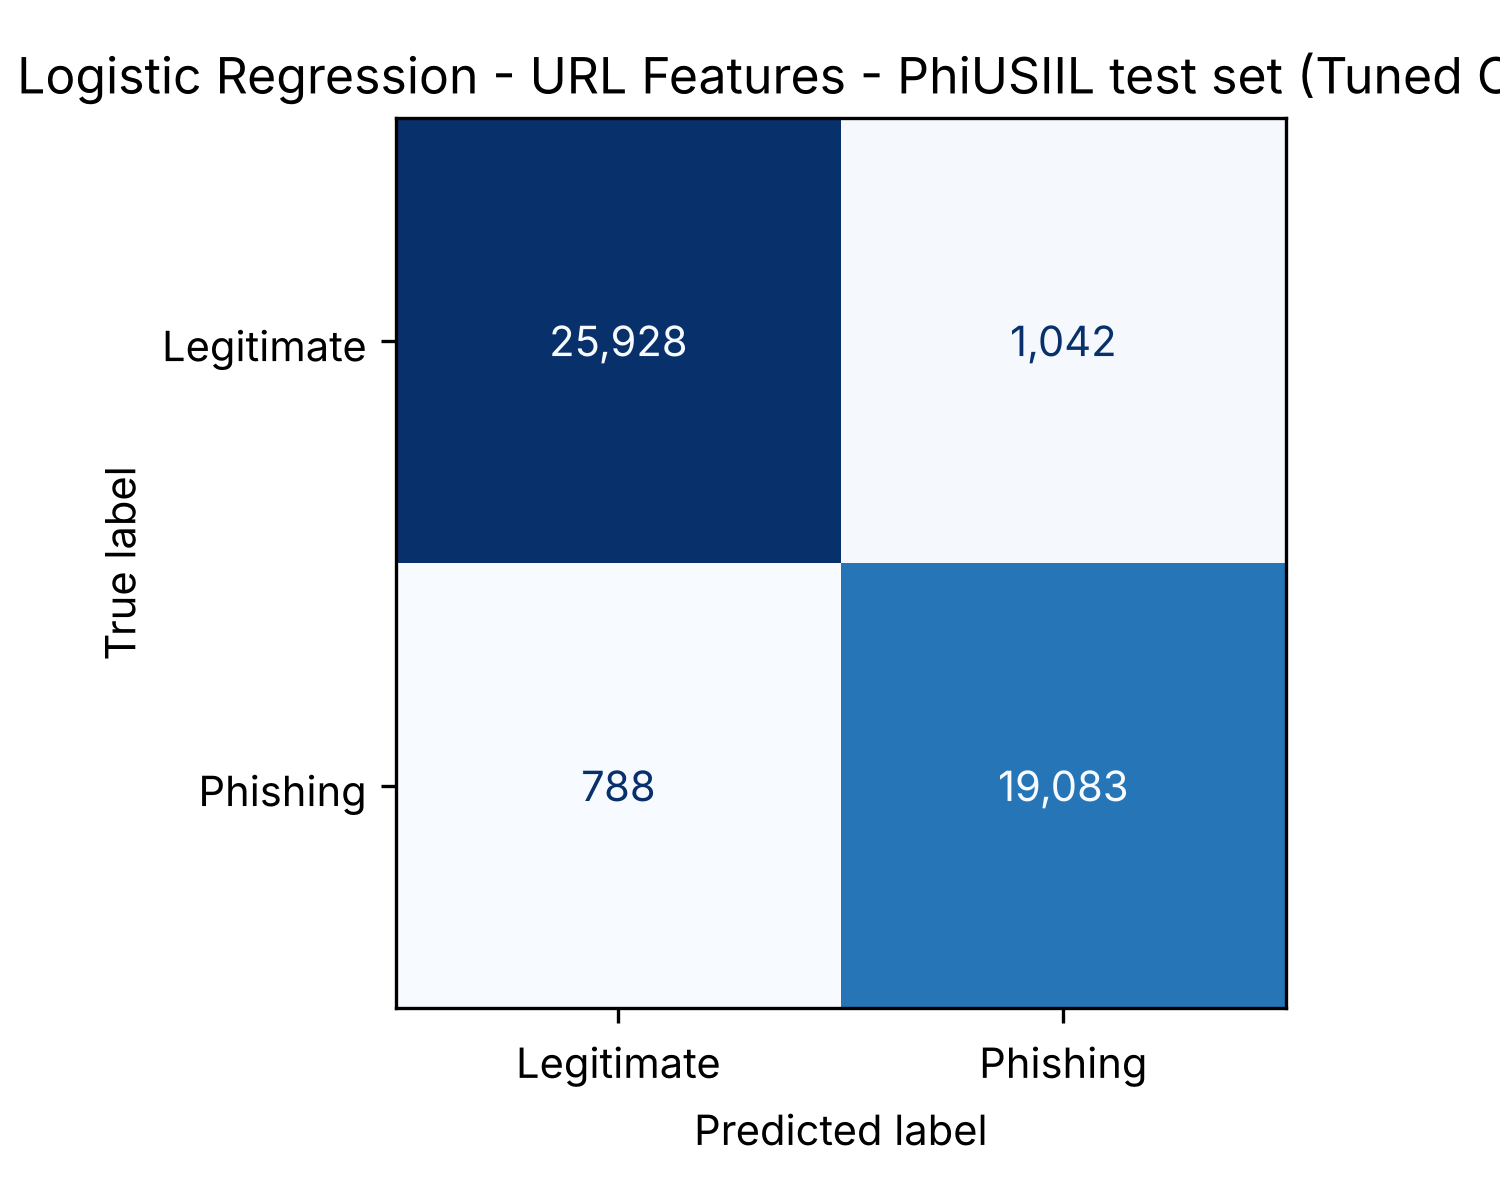 Logistic Regression - URL Features - PhiUSIIL test set (Tuned C
Legitimate
25,928
1,042
True label
Phishing
788
19,083
Legitimate
Phishing
Predicted label